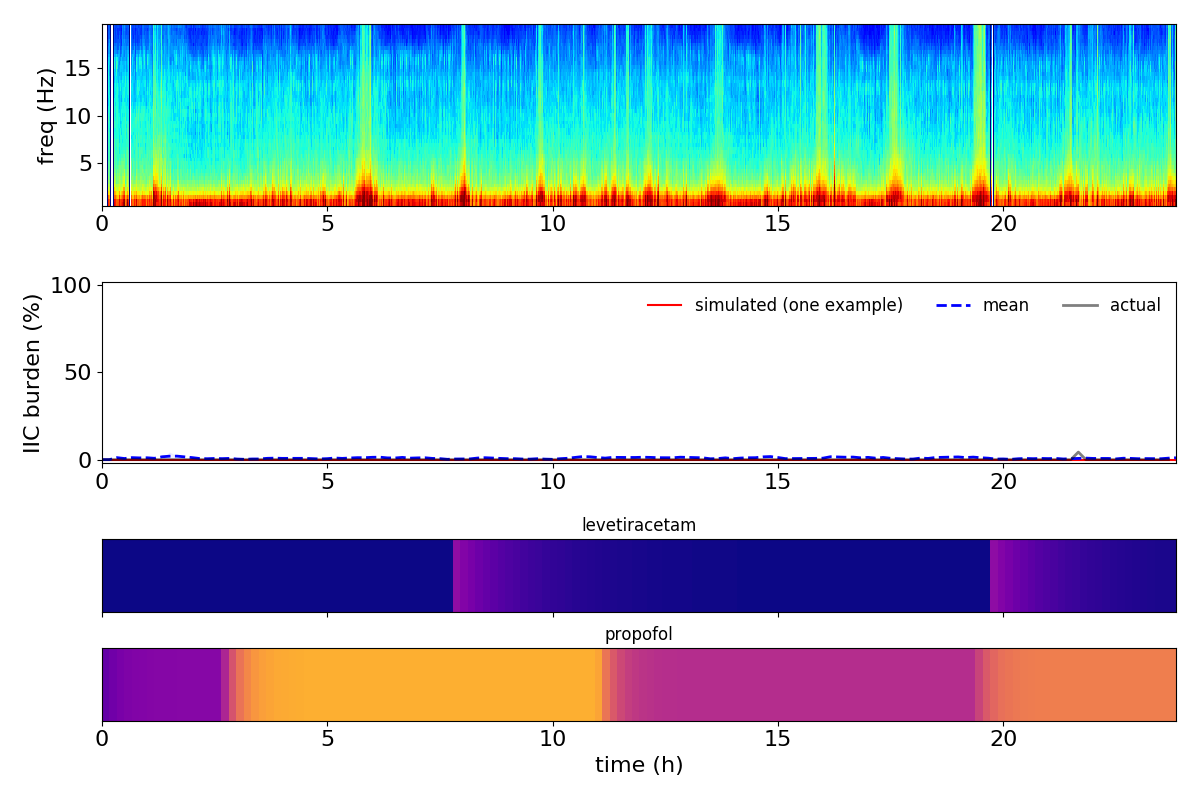 freq (Hz)
15
10
5
0 5 10 15 20
IIC burden (%)
100
50
0
simulated (one example) mean actual
0 5 10 15 20
levetiracetam
propofol
0 5 10 15 20
time (h)